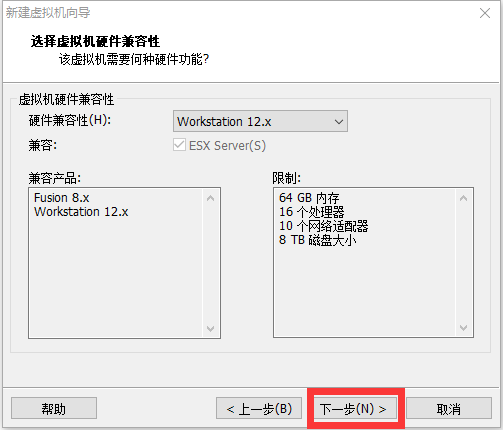 新建虚拟机向导
选择虚拟机硬件兼容性
该虚拟机需要何种硬件功能?
虚拟机硬件兼容性
硬件兼容性(H): Workstation 12.x
兼容: ESX Server(S)
兼容产品:
Fusion 8.x
Workstation 12.x
限制:
64 GB 内存
16 个处理器
10 个网络适配器
8 TB 磁盘大小
帮助 < 上一步(B) 下一步(N) > 取消